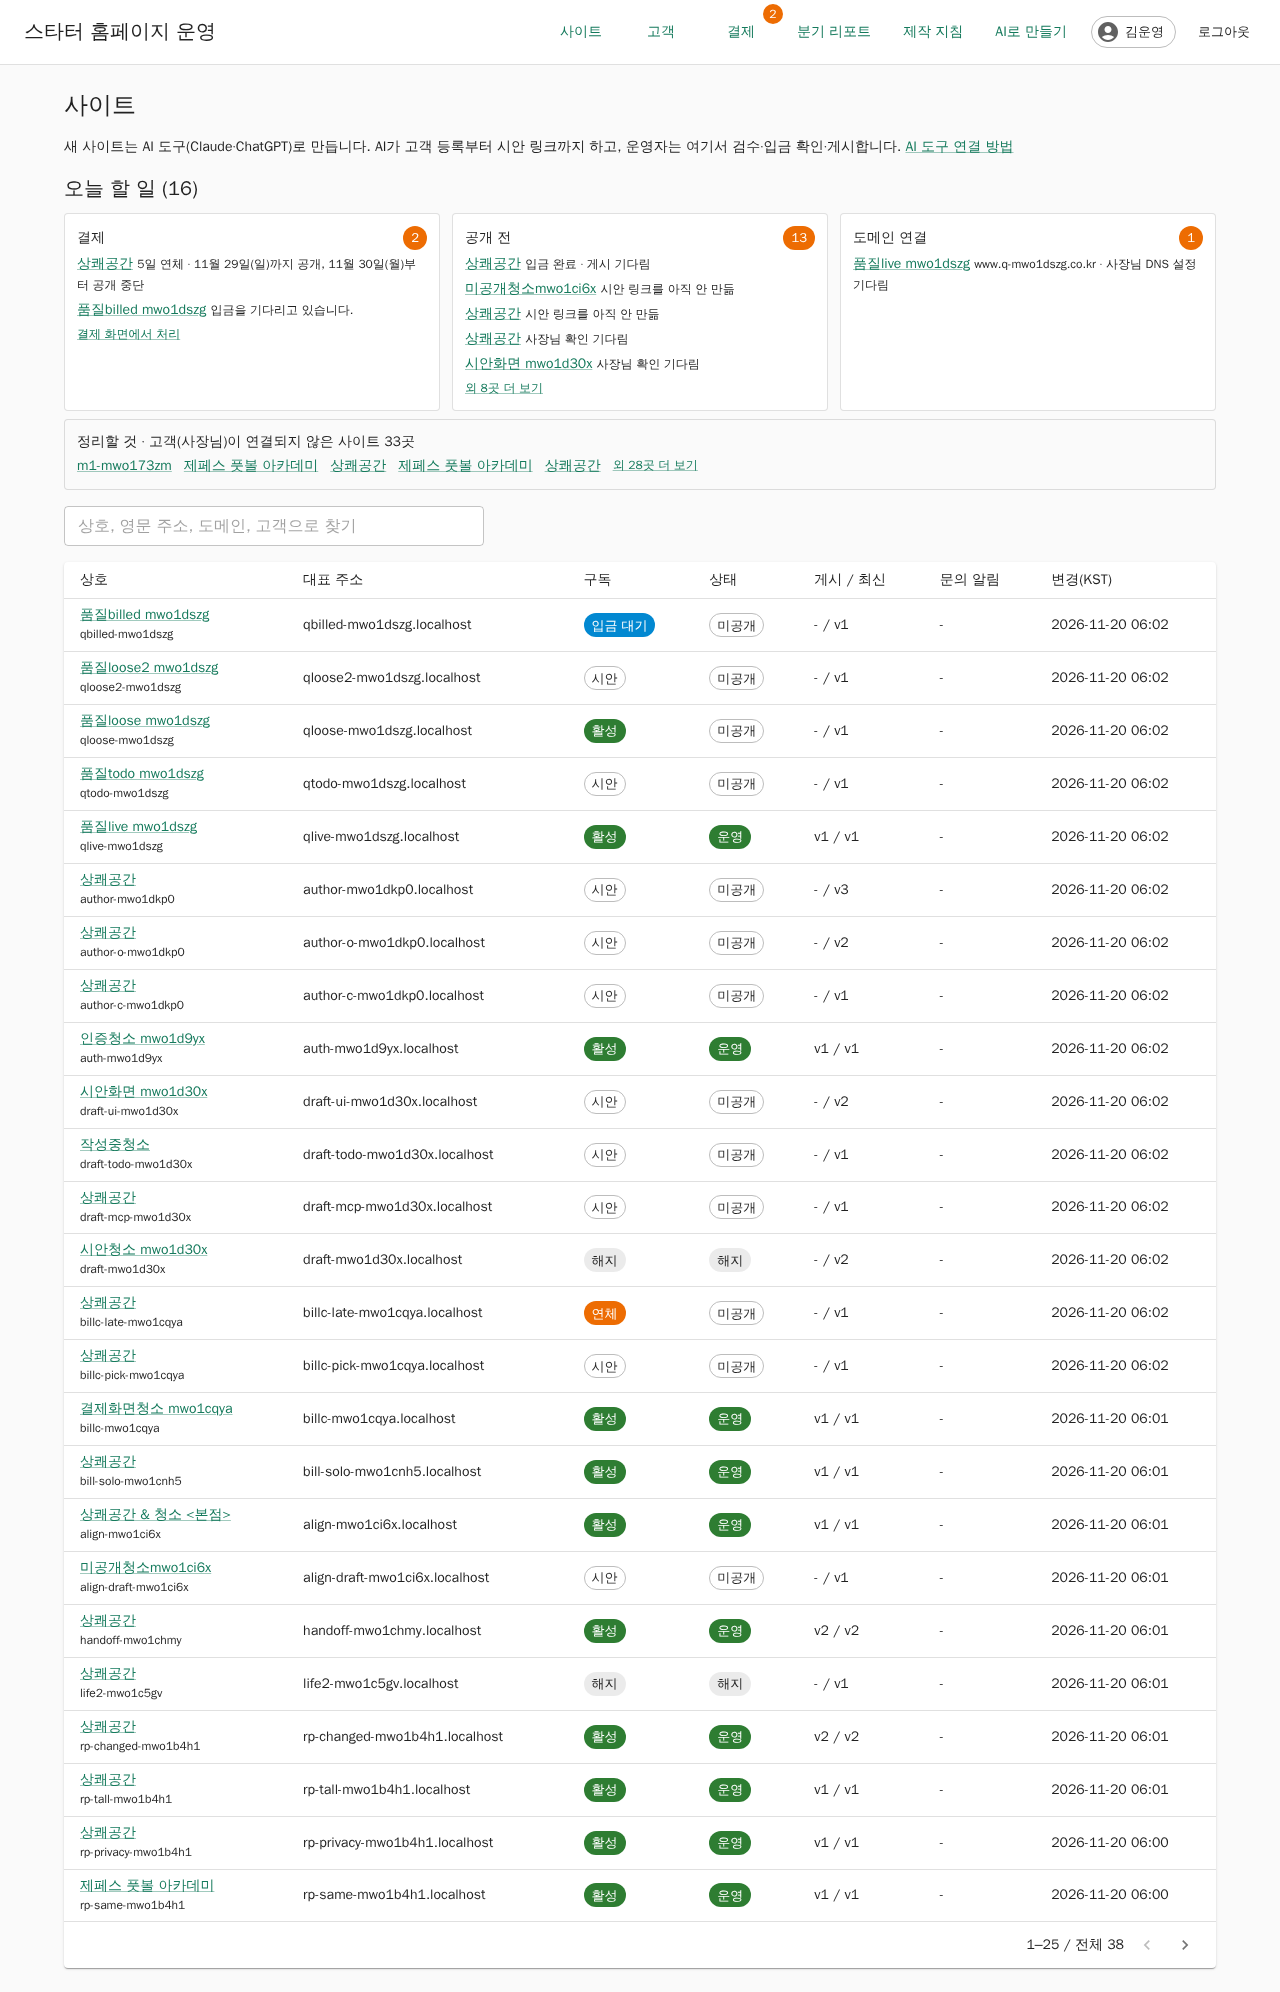 스타터 홈페이지 운영
사이트 고객 결제 2 분기 리포트 제작 지침 AI로 만들기 김운영 로그아웃
사이트
새 사이트는 AI 도구(Claude·ChatGPT)로 만듭니다. AI가 고객 등록부터 시안 링크까지 하고, 운영자는 여기서 검수·입금 확인·게시합니다. AI 도구 연결 방법
오늘 할 일 (16)
결제 2
상쾌공간 5일 연체 · 11월 29일(일)까지 공개, 11월 30일(월)부
터 공개 중단
품질billed mwo1dszg 입금을 기다리고 있습니다.
결제 화면에서 처리
공개 전 13
상쾌공간 입금 완료 · 게시 기다림
미공개청소mwo1ci6x 시안 링크를 아직 안 만듦
상쾌공간 시안 링크를 아직 안 만듦
상쾌공간 사장님 확인 기다림
시안화면 mwo1d30x 사장님 확인 기다림
외 8곳 더 보기
도메인 연결 1
품질live mwo1dszg www.q-mwo1dszg.co.kr · 사장님 DNS 설정
기다림
정리할 것 · 고객(사장님)이 연결되지 않은 사이트 33곳
m1-mwo173zm 제페스 풋볼 아카데미 상쾌공간 제페스 풋볼 아카데미 상쾌공간 외 28곳 더 보기
상호, 영문 주소, 도메인, 고객으로 찾기
상호 대표 주소 구독 상태 게시 / 최신 문의 알림 변경(KST)
품질billed mwo1dszg
qbilled-mwo1dszg qbilled-mwo1dszg.localhost 입금 대기 미공개 - / v1 - 2026-11-20 06:02
품질loose2 mwo1dszg
qloose2-mwo1dszg qloose2-mwo1dszg.localhost 시안 미공개 - / v1 - 2026-11-20 06:02
품질loose mwo1dszg
qloose-mwo1dszg qloose-mwo1dszg.localhost 활성 미공개 - / v1 - 2026-11-20 06:02
품질todo mwo1dszg
qtodo-mwo1dszg qtodo-mwo1dszg.localhost 시안 미공개 - / v1 - 2026-11-20 06:02
품질live mwo1dszg
qlive-mwo1dszg qlive-mwo1dszg.localhost 활성 운영 v1 / v1 - 2026-11-20 06:02
상쾌공간
author-mwo1dkp0 author-mwo1dkp0.localhost 시안 미공개 - / v3 - 2026-11-20 06:02
상쾌공간
author-o-mwo1dkp0 author-o-mwo1dkp0.localhost 시안 미공개 - / v2 - 2026-11-20 06:02
상쾌공간
author-c-mwo1dkp0 author-c-mwo1dkp0.localhost 시안 미공개 - / v1 - 2026-11-20 06:02
인증청소 mwo1d9yx
auth-mwo1d9yx auth-mwo1d9yx.localhost 활성 운영 v1 / v1 - 2026-11-20 06:02
시안화면 mwo1d30x
draft-ui-mwo1d30x draft-ui-mwo1d30x.localhost 시안 미공개 - / v2 - 2026-11-20 06:02
작성중청소
draft-todo-mwo1d30x draft-todo-mwo1d30x.localhost 시안 미공개 - / v1 - 2026-11-20 06:02
상쾌공간
draft-mcp-mwo1d30x draft-mcp-mwo1d30x.localhost 시안 미공개 - / v1 - 2026-11-20 06:02
시안청소 mwo1d30x
draft-mwo1d30x draft-mwo1d30x.localhost 해지 해지 - / v2 - 2026-11-20 06:02
상쾌공간
billc-late-mwo1cqya billc-late-mwo1cqya.localhost 연체 미공개 - / v1 - 2026-11-20 06:02
상쾌공간
billc-pick-mwo1cqya billc-pick-mwo1cqya.localhost 시안 미공개 - / v1 - 2026-11-20 06:02
결제화면청소 mwo1cqya
billc-mwo1cqya billc-mwo1cqya.localhost 활성 운영 v1 / v1 - 2026-11-20 06:01
상쾌공간
bill-solo-mwo1cnh5 bill-solo-mwo1cnh5.localhost 활성 운영 v1 / v1 - 2026-11-20 06:01
상쾌공간 & 청소 <본점>
align-mwo1ci6x align-mwo1ci6x.localhost 활성 운영 v1 / v1 - 2026-11-20 06:01
미공개청소mwo1ci6x
align-draft-mwo1ci6x align-draft-mwo1ci6x.localhost 시안 미공개 - / v1 - 2026-11-20 06:01
상쾌공간
handoff-mwo1chmy handoff-mwo1chmy.localhost 활성 운영 v2 / v2 - 2026-11-20 06:01
상쾌공간
life2-mwo1c5gv life2-mwo1c5gv.localhost 해지 해지 - / v1 - 2026-11-20 06:01
상쾌공간
rp-changed-mwo1b4h1 rp-changed-mwo1b4h1.localhost 활성 운영 v2 / v2 - 2026-11-20 06:01
상쾌공간
rp-tall-mwo1b4h1 rp-tall-mwo1b4h1.localhost 활성 운영 v1 / v1 - 2026-11-20 06:01
상쾌공간
rp-privacy-mwo1b4h1 rp-privacy-mwo1b4h1.localhost 활성 운영 v1 / v1 - 2026-11-20 06:00
제페스 풋볼 아카데미
rp-same-mwo1b4h1 rp-same-mwo1b4h1.localhost 활성 운영 v1 / v1 - 2026-11-20 06:00
1–25 / 전체 38